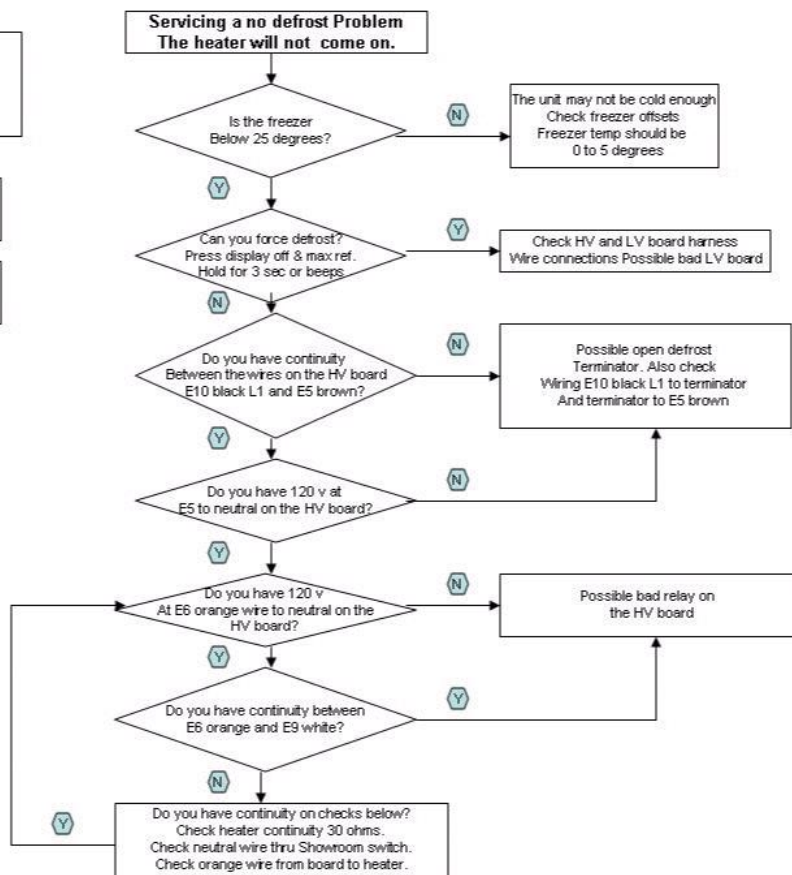 Servicing a no defrost Problem
The heater will not come on.
Is the freezer
Below 25 degrees?
N
The unit may not be cold enough
Check freezer offsets
Freezer temp should be
0 to 5 degrees
Y
Can you force defrost?
Press display off & max ref.
Hold for 3 sec or beeps
Y
Check HV and LV board harness
Wire connections Possible bad LV board
N
Do you have continuity
Between the wires on the HV board
E10 black L1 and E5 brown?
N
Possible open defrost
Terminator. Also check
Wiring E10 black L1 to terminator
And terminator to E5 brown
Y
Do you have 120 v at
E5 to neutral on the HV board?
N
Y
Do you have 120 v
At E6 orange wire to neutral on the
HV board?
N
Possible bad relay on
the HV board
Y
Do you have continuity between
E6 orange and E9 white?
Y
N
Do you have continuity on checks below?
Check heater continuity 30 ohms.
Check neutral wire thru Showroom switch.
Check orange wire from board to heater.
Y